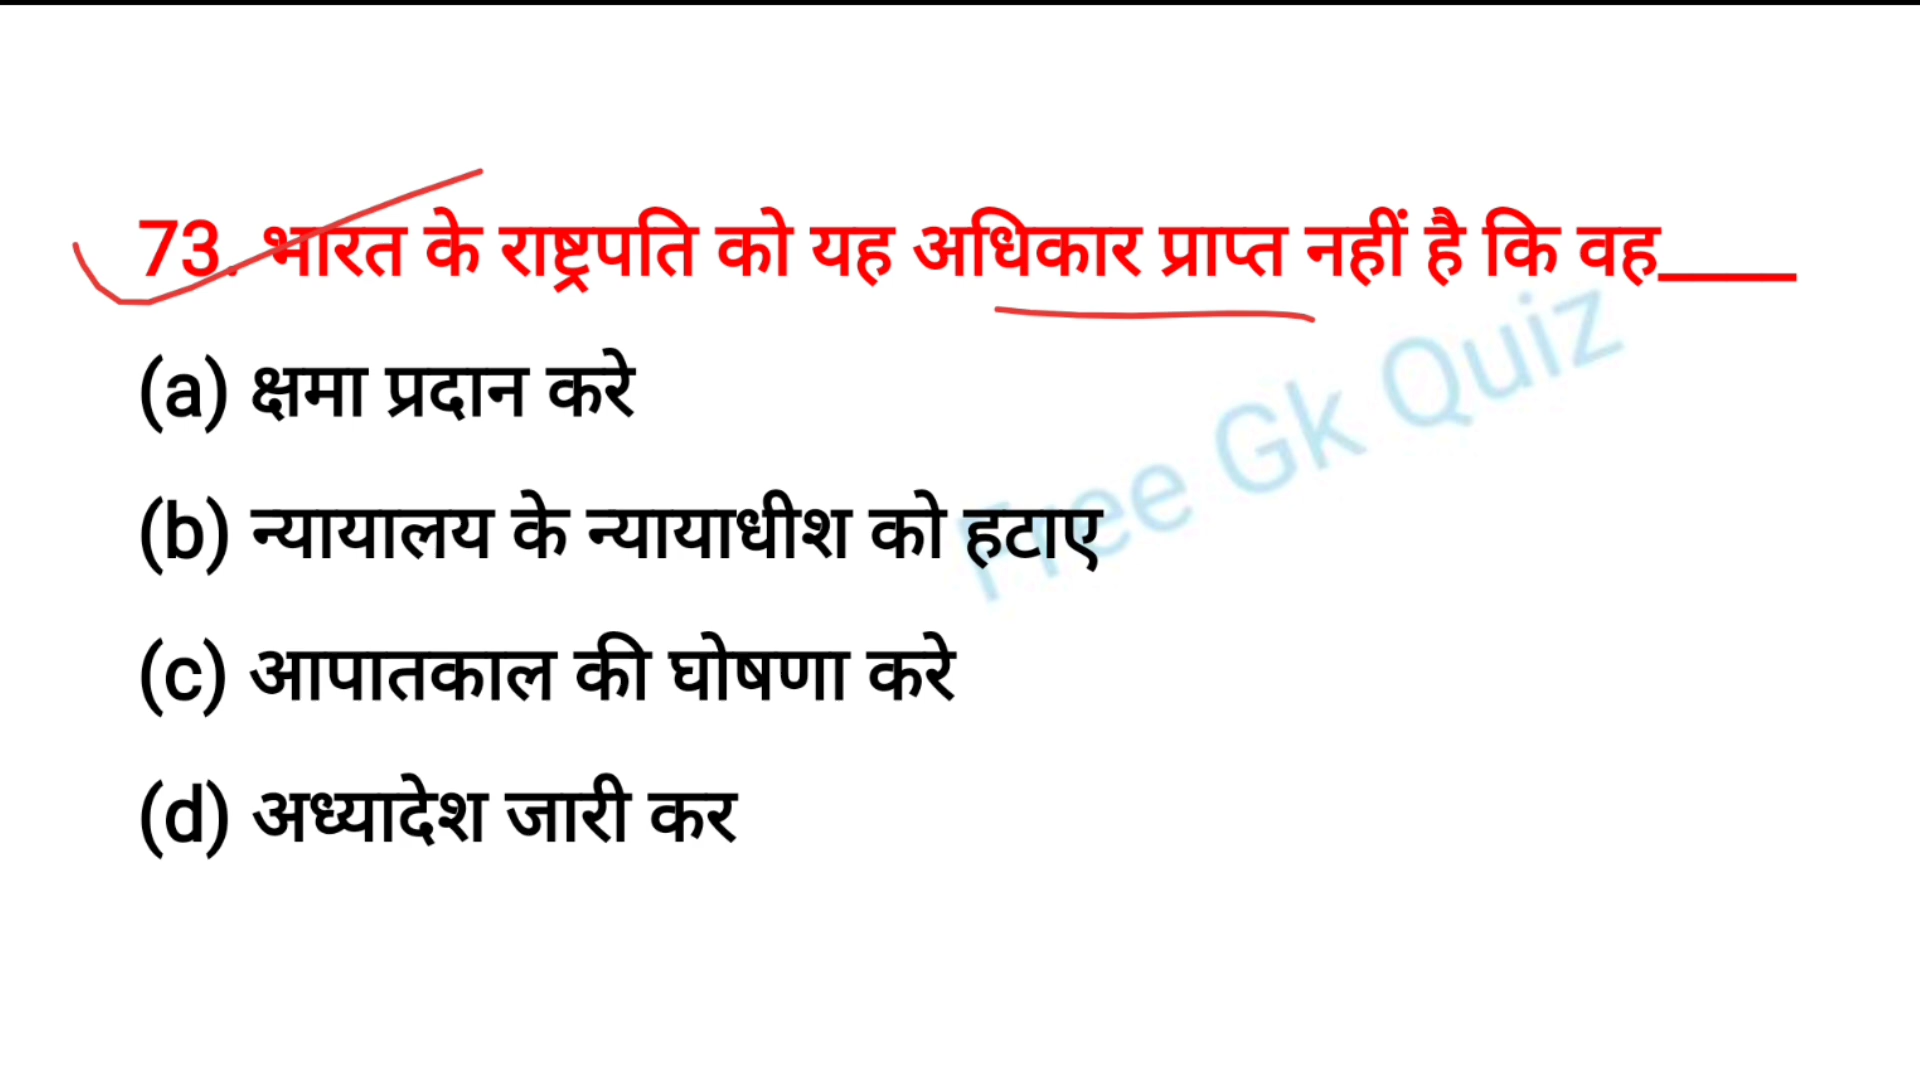 73. भारत के राष्ट्रपति को यह अधिकार प्राप्त नहीं है कि वह____
(a) क्षमा प्रदान करे
(b) न्यायालय के न्यायाधीश को हटाए
(c) आपातकाल की घोषणा करे
(d) अध्यादेश जारी कर
Free Gk Quiz